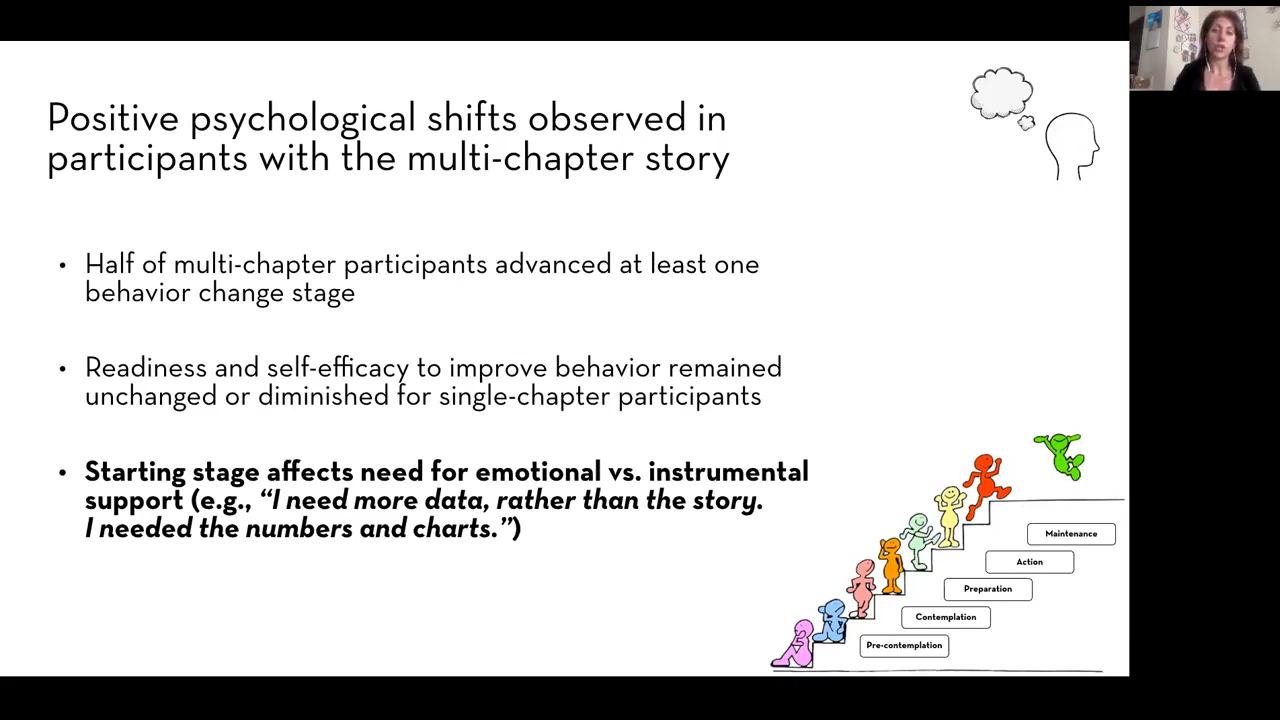 Positive psychological shifts observed in
participants with the multi-chapter story
• Half of multi-chapter participants advanced at least one
behavior change stage
• Readiness and self-efficacy to improve behavior remained
unchanged or diminished for single-chapter participants
• Starting stage affects need for emotional vs. instrumental
support (e.g., “I need more data, rather than the story.
I needed the numbers and charts.”)
Maintenance
Action
Preparation
Contemplation
Pre-contemplation